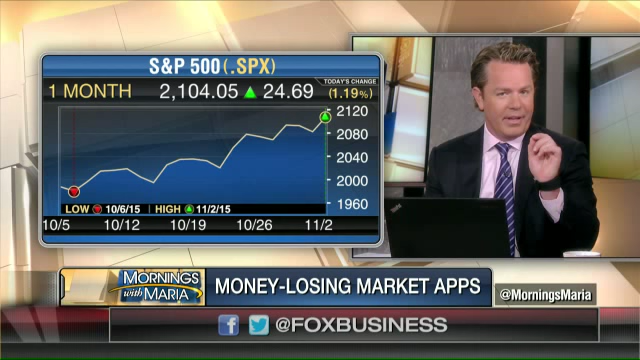 S&P 500 (.SPX)
TODAY'S CHANGE
1 MONTH 2,104.05 24.69 (1.19%)
2120
2080
2040
2000
1960
LOW 10/6/15 HIGH 11/2/15
10/5 10/12 10/19 10/26 11/2
MORNINGS
with
MARIA
MONEY-LOSING MARKET APPS
@MorningsMaria
@FOXBUSINESS